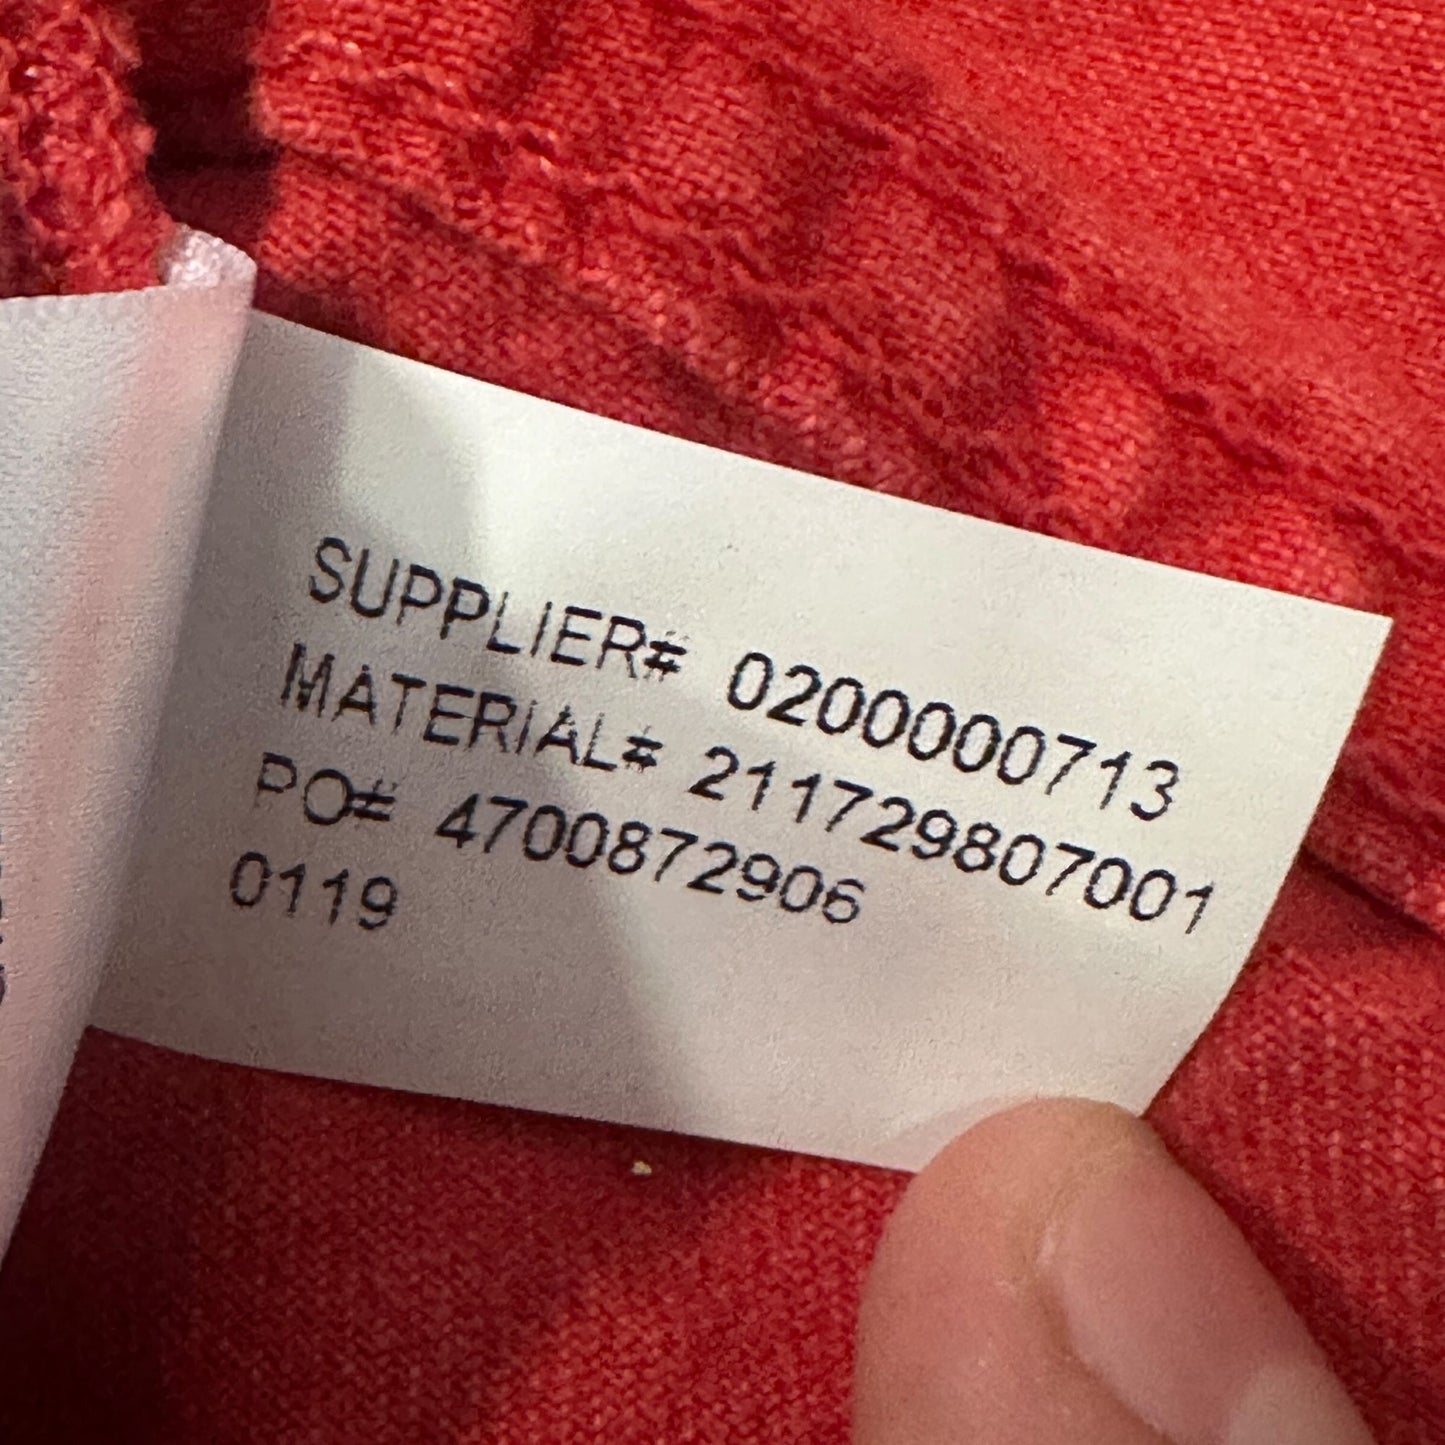 SUPPLIER# 0200000713
MATERIAL# 211729807001
PO# 4700872906
0119